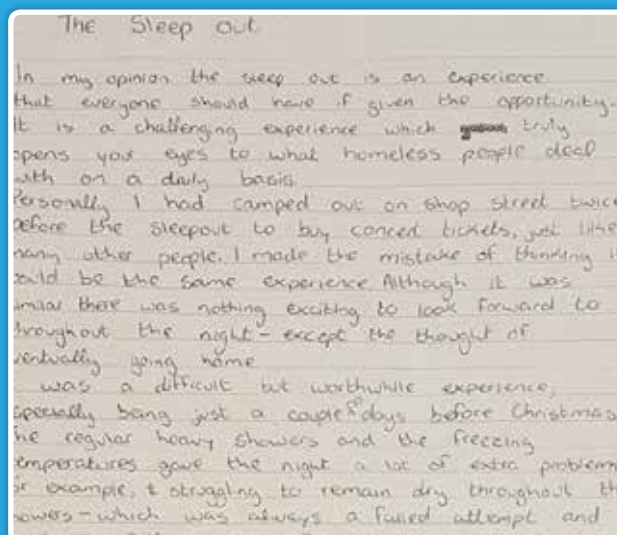 The Sleep out
In my opinion the sleep out is an experience
that everyone should have if given the opportunity.
It is a challenging experience which truly
opens your eyes to what homeless people deal
with on a daily basis.
Personally I had camped out on shop street twice
before the sleepout to buy concert tickets, just like
many other people. I made the mistake of thinking it
would be the same experience. Although it was
similar there was nothing exciting to look forward to
throughout the night - except the thought of
eventually going home
was a difficult but worthwhile experience,
especially being just a couple of days before Christmas
The regular heavy showers and the freezing
temperatures gave the night a lot of extra problems
for example, struggling to remain dry throughout the
showers - which was always a failed attempt and